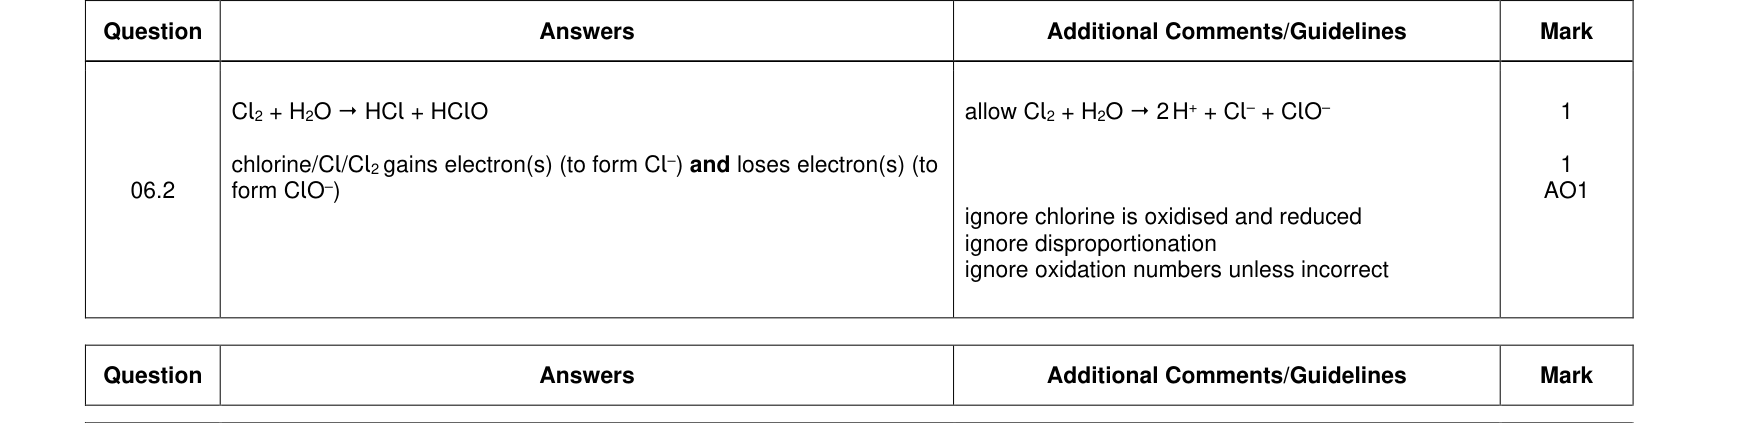 Question Answers Additional Comments/Guidelines Mark
Cl₂ + H₂O → HCl + HClO allow Cl₂ + H₂O → 2 H⁺ + Cl⁻ + ClO⁻ 1
chlorine/Cl/Cl₂ gains electron(s) (to form Cl⁻) and loses electron(s) (to 1
06.2 form ClO⁻) AO1
ignore chlorine is oxidised and reduced
ignore disproportionation
ignore oxidation numbers unless incorrect
Question Answers Additional Comments/Guidelines Mark